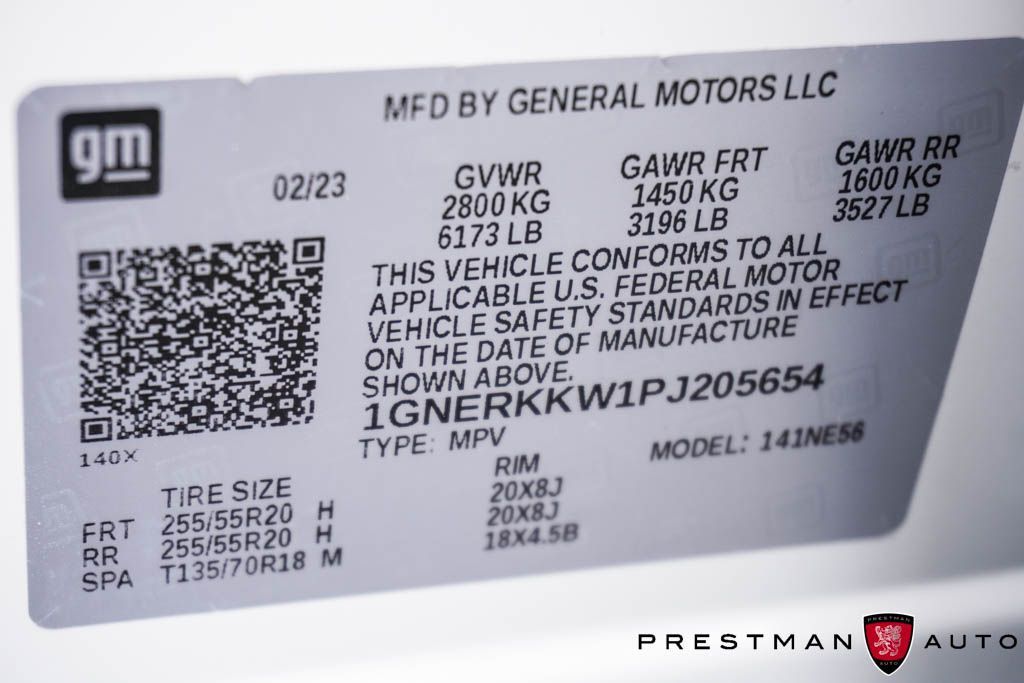 gm
MFD BY GENERAL MOTORS LLC
02/23
GVWR
2800 KG
6173 LB
GAWR FRT
1450 KG
3196 LB
GAWR RR
1600 KG
3527 LB
THIS VEHICLE CONFORMS TO ALL
APPLICABLE U.S. FEDERAL MOTOR
VEHICLE SAFETY STANDARDS IN EFFECT
ON THE DATE OF MANUFACTURE
SHOWN ABOVE.
1GNERKKW1PJ205654
140X
TYPE: MPV MODEL: 141NE56
TIRE SIZE RIM
FRT 255/55R20 H 20X8J
RR 255/55R20 H 20X8J
SPA T135/70R18 M 18X4.5B
PRESTMAN AUTO
PRESTMAN
AUTO